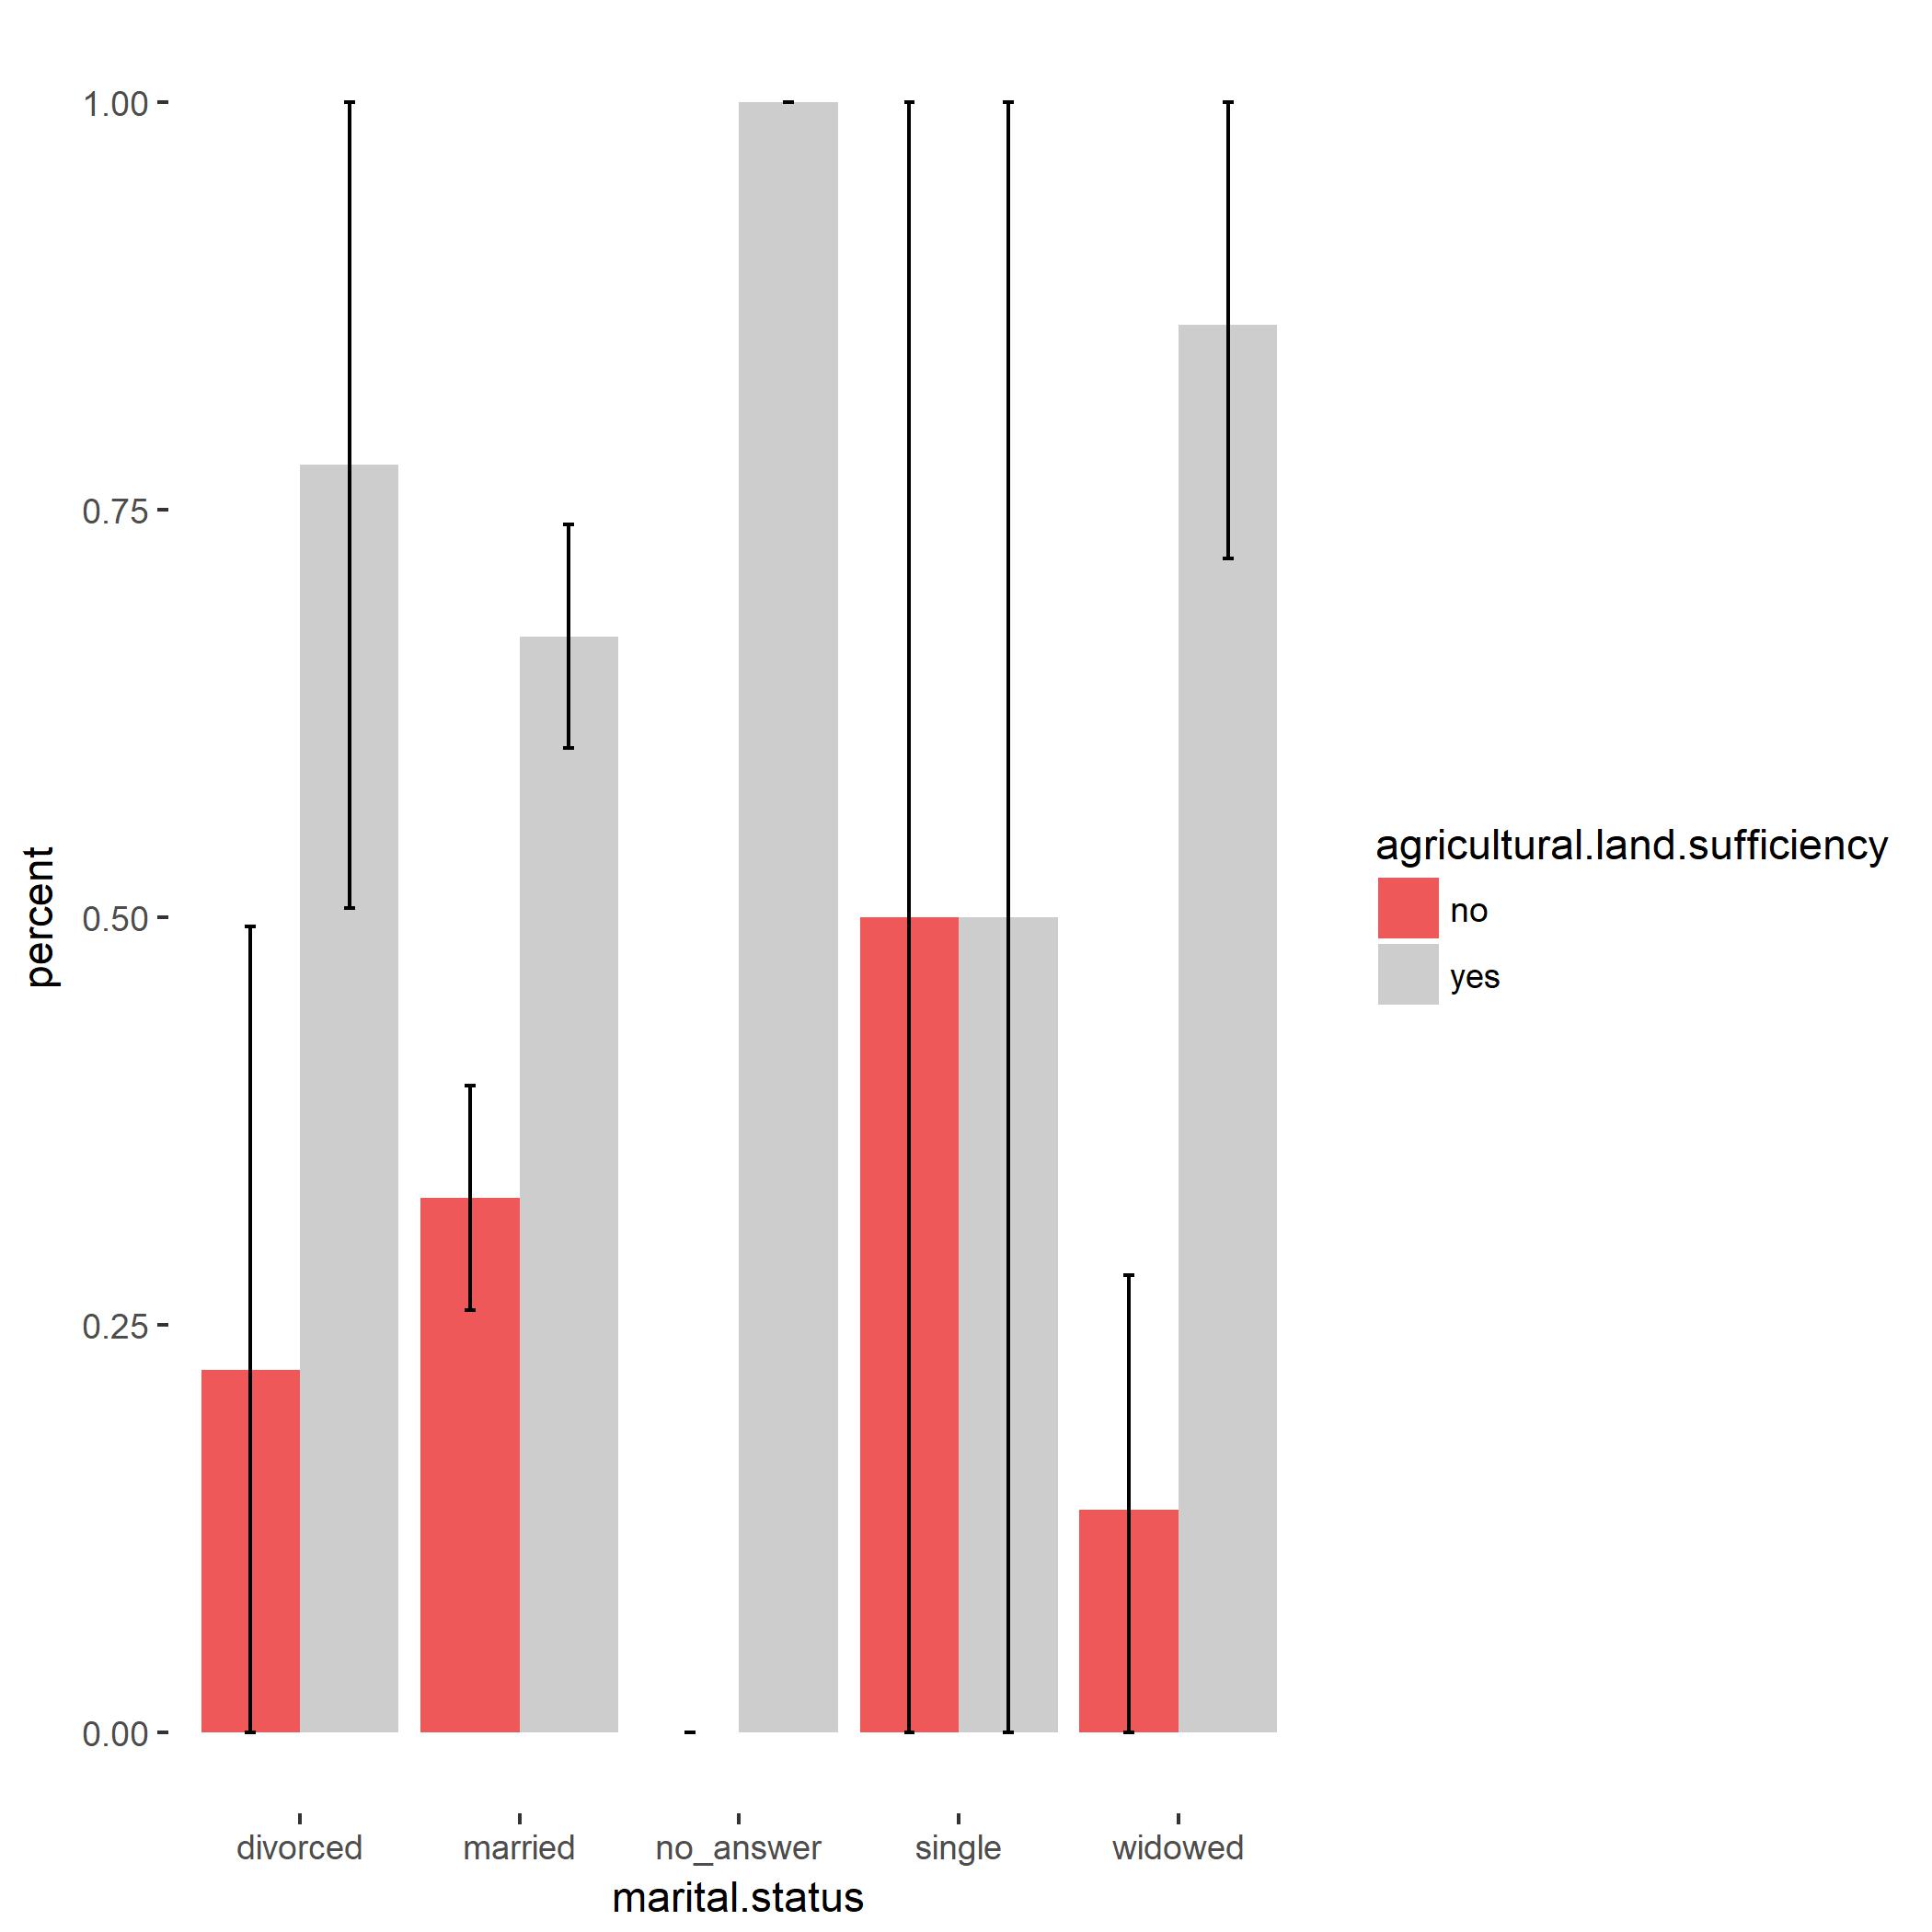 1.00
0.75
0.50
0.25
0.00
percent
divorced married no_answer single widowed
marital.status
agricultural.land.sufficiency
no
yes